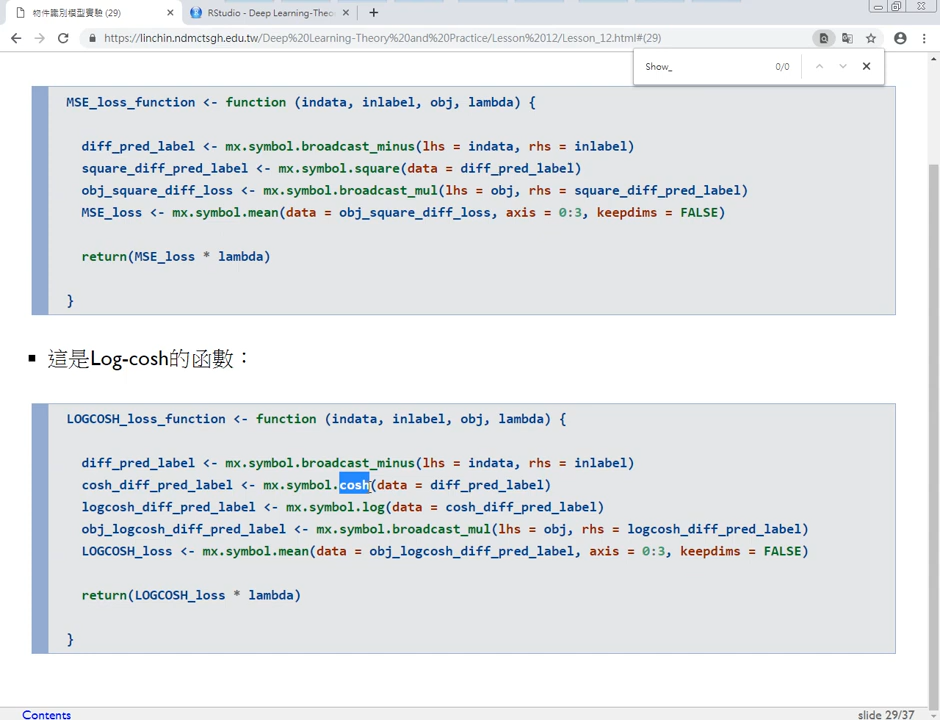 物件識別模型實驗 (29)
RStudio - Deep Learning-Theo
https://linchin.ndmctsgh.edu.tw/Deep%20Learning-Theory%20and%20Practice/Lesson%2012/Lesson_12.html#(29)
Show_
0/0
MSE_loss_function <- function (indata, inlabel, obj, lambda) {
diff_pred_label <- mx.symbol.broadcast_minus(lhs = indata, rhs = inlabel)
square_diff_pred_label <- mx.symbol.square(data = diff_pred_label)
obj_square_diff_loss <- mx.symbol.broadcast_mul(lhs = obj, rhs = square_diff_pred_label)
MSE_loss <- mx.symbol.mean(data = obj_square_diff_loss, axis = 0:3, keepdims = FALSE)
return(MSE_loss * lambda)
}
▪ 這是Log-cosh的函數：
LOGCOSH_loss_function <- function (indata, inlabel, obj, lambda) {
diff_pred_label <- mx.symbol.broadcast_minus(lhs = indata, rhs = inlabel)
cosh_diff_pred_label <- mx.symbol.cosh(data = diff_pred_label)
logcosh_diff_pred_label <- mx.symbol.log(data = cosh_diff_pred_label)
obj_logcosh_diff_pred_label <- mx.symbol.broadcast_mul(lhs = obj, rhs = logcosh_diff_pred_label)
LOGCOSH_loss <- mx.symbol.mean(data = obj_logcosh_diff_pred_label, axis = 0:3, keepdims = FALSE)
return(LOGCOSH_loss * lambda)
}
Contents
slide 29/37